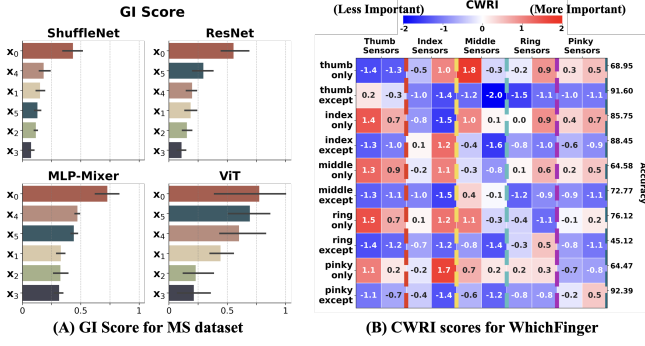 GI Score
ShuffleNet
ResNet
x0
x4
x1
x5
x2
x3
x0
x5
x4
x1
x2
x3
0 0.5 1
0 0.5 1
MLP-Mixer
ViT
x0
x4
x5
x1
x2
x3
x0
x5
x4
x1
x2
x3
0 0.5 1
0 0.5 1
(A) GI Score for MS dataset
(Less Important) CWRI (More Important)
-2 -1 0 1 2
Thumb Sensors Index Sensors Middle Sensors Ring Sensors Pinky Sensors
thumb only -1.4 -1.3 -0.5 1.0 1.8 -0.3 -0.2 0.9 0.3 0.5 68.95
thumb except 0.2 -0.3 -1.0 -1.4 -1.2 -2.0 -1.5 -1.1 -1.0 -1.1 91.60
index only 1.4 0.7 -0.8 -1.5 1.0 0.1 0.0 0.9 -0.4 0.7 85.75
index except -1.3 -1.0 0.1 1.2 -0.4 -1.6 -0.8 -1.0 -0.6 -0.9 88.45
middle only 1.3 0.9 -0.2 1.1 -0.3 -0.8 -0.1 0.6 -0.2 0.2 64.58
middle except -1.3 -1.1 -1.0 -1.5 0.4 -0.1 -1.2 -0.9 -0.9 -1.1 72.77
ring only 1.5 0.7 0.1 1.2 1.1 -0.3 -0.4 -1.1 -0.1 0.2 76.12
ring except -1.4 -1.2 -0.7 -1.2 -0.8 -1.4 -0.3 0.5 -0.8 -1.1 45.12
pinky only 1.1 0.2 -0.2 1.7 0.7 0.2 0.2 0.3 -0.7 -0.8 64.47
pinky except -1.1 -0.7 -0.4 -1.4 -0.6 -1.2 -0.8 -0.8 -0.2 0.5 92.39
Accuracy
(B) CWRI scores for WhichFinger